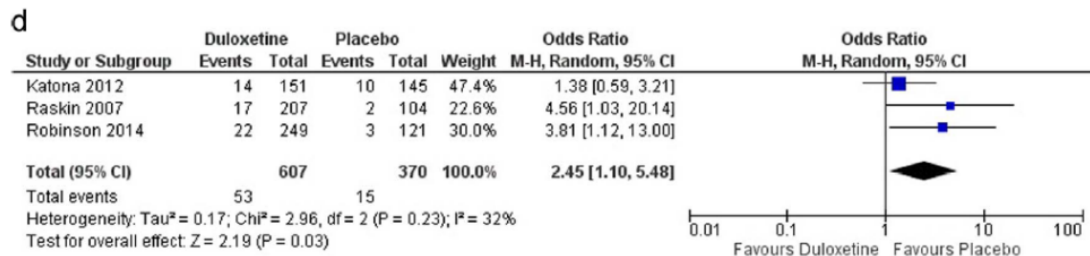 d
Duloxetine Placebo Odds Ratio Odds Ratio
Study or Subgroup Events Total Events Total Weight M-H, Random, 95% CI M-H, Random, 95% CI
Katona 2012 14 151 10 145 47.4% 1.38 [0.59, 3.21]
Raskin 2007 17 207 2 104 22.6% 4.56 [1.03, 20.14]
Robinson 2014 22 249 3 121 30.0% 3.81 [1.12, 13.00]
Total (95% CI) 607 370 100.0% 2.45 [1.10, 5.48]
Total events 53 15
Heterogeneity: Tau² = 0.17; Chi² = 2.96, df = 2 (P = 0.23); I² = 32%
Test for overall effect: Z = 2.19 (P = 0.03)
0.01 0.1 1 10 100
Favours Duloxetine Favours Placebo